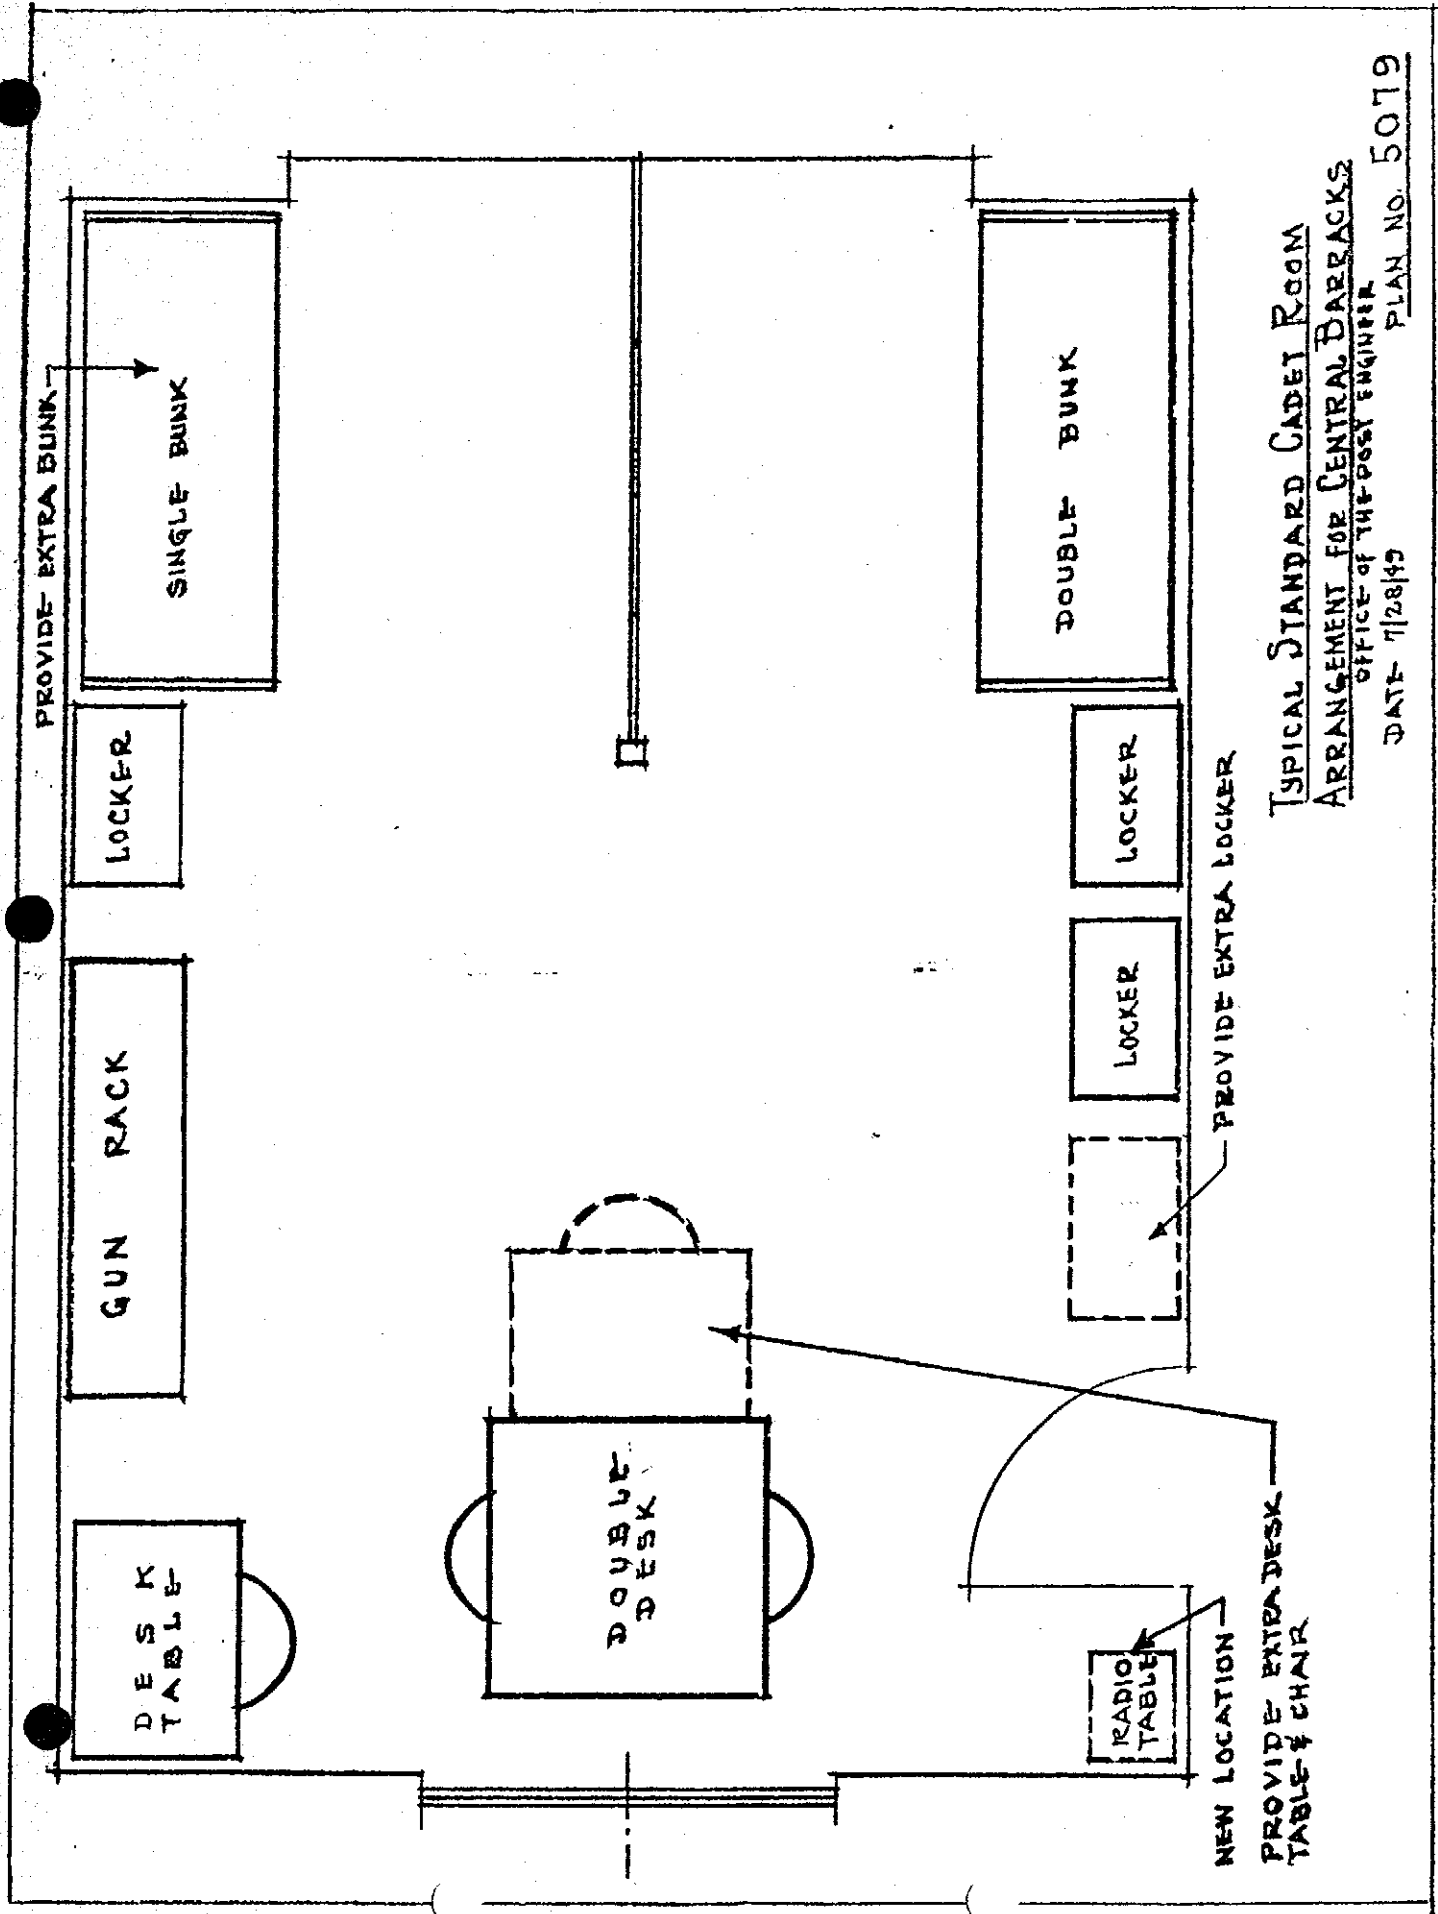 PROVIDE EXTRA BUNK
DESK
TABLE
GUN RACK
LOCKER
SINGLE BUNK
DOUBLE
DESK
RADIO
TABLE
LOCKER
LOCKER
DOUBLE BUNK
NEW LOCATION
PROVIDE EXTRA LOCKER
PROVIDE EXTRA DESK
TABLE & CHAIR
TYPICAL STANDARD CADET ROOM
ARRANGEMENT FOR CENTRAL BARRACKS
OFFICE OF THE POST ENGINEER
DATE 7/28/49 PLAN NO. 5079